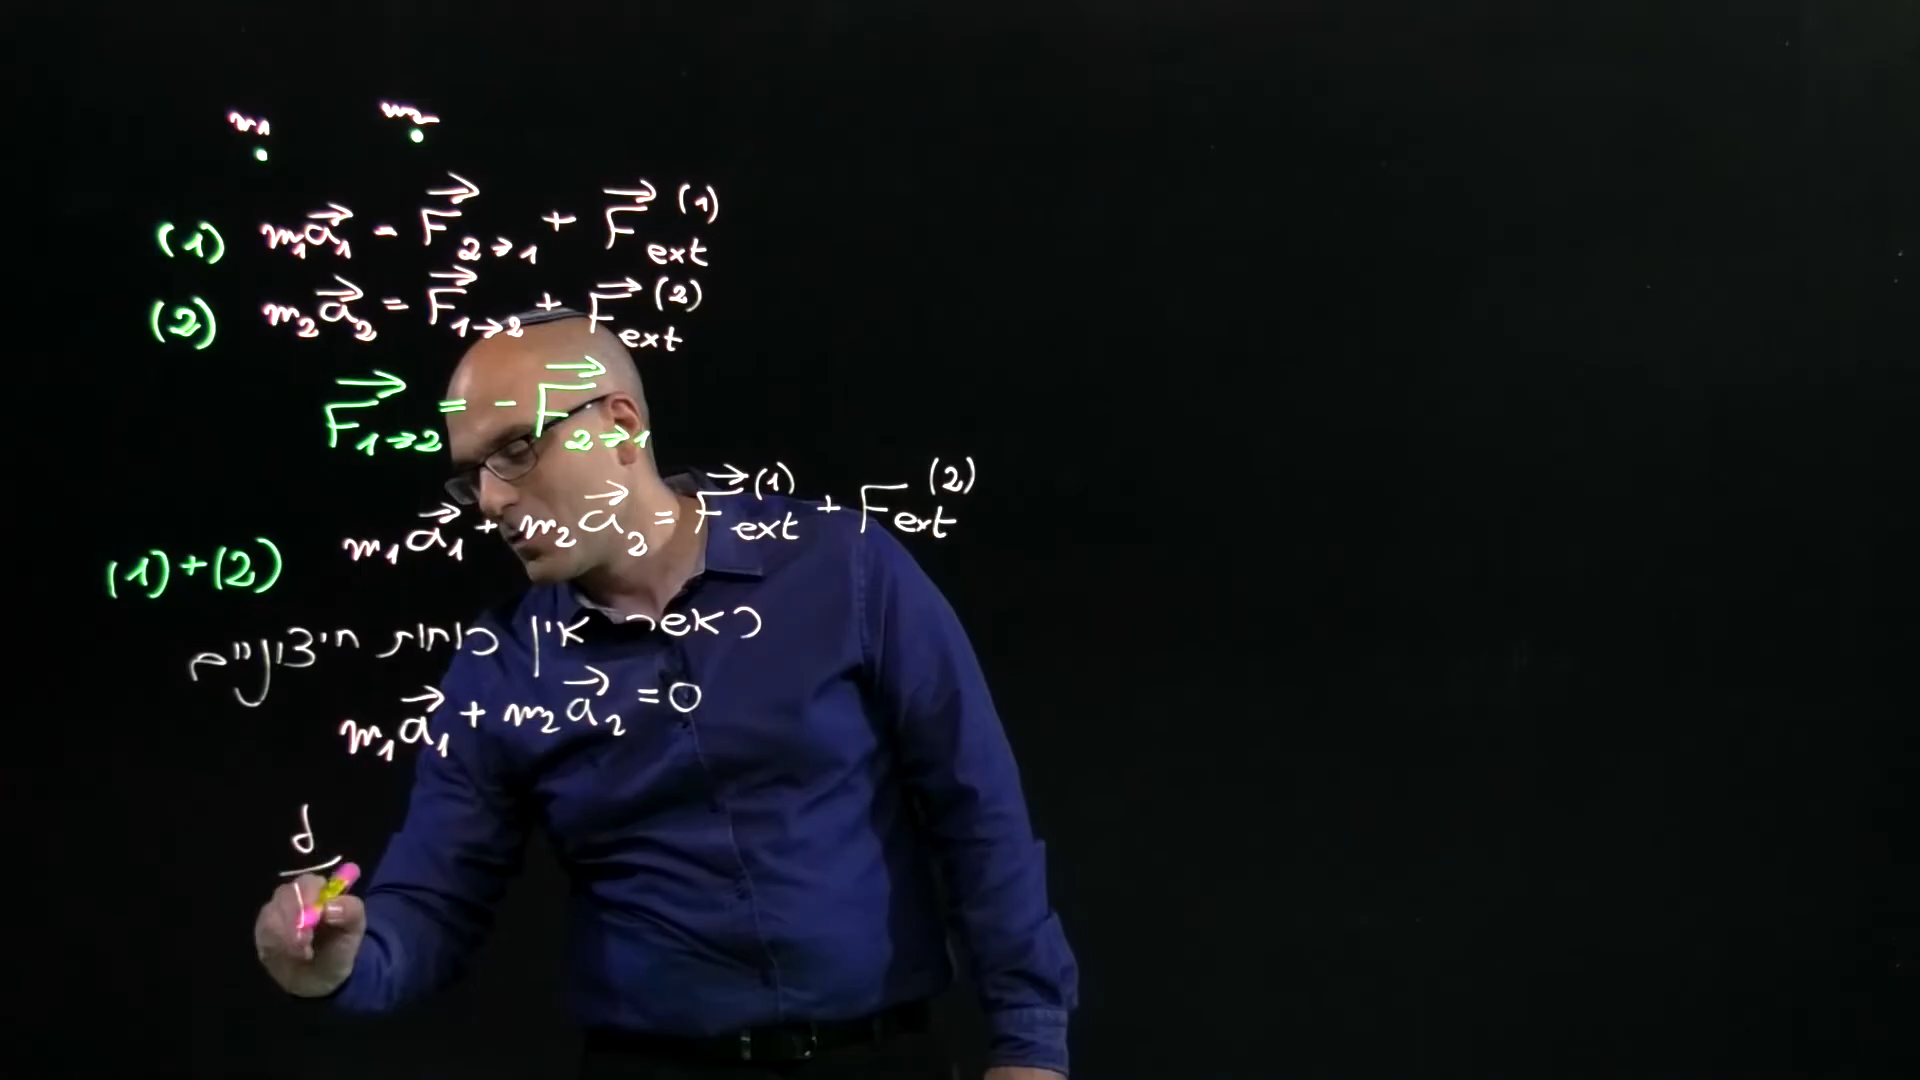 m₁ m₂
(1) m₁a⃗₁ = F⃗₂→₁ + F⃗ₑₓₜ⁽¹⁾
(2) m₂a⃗₂ = F⃗₁→₂ + F⃗ₑₓₜ⁽²⁾
F⃗₁→₂ = - F⃗₂→₁
(1)+(2) m₁a⃗₁ + m₂a⃗₂ = F⃗ₑₓₜ⁽¹⁾ + Fₑₓₜ⁽²⁾
כאשר אין כוחות חיצוניים
m₁a⃗₁ + m₂a⃗₂ = 0
d